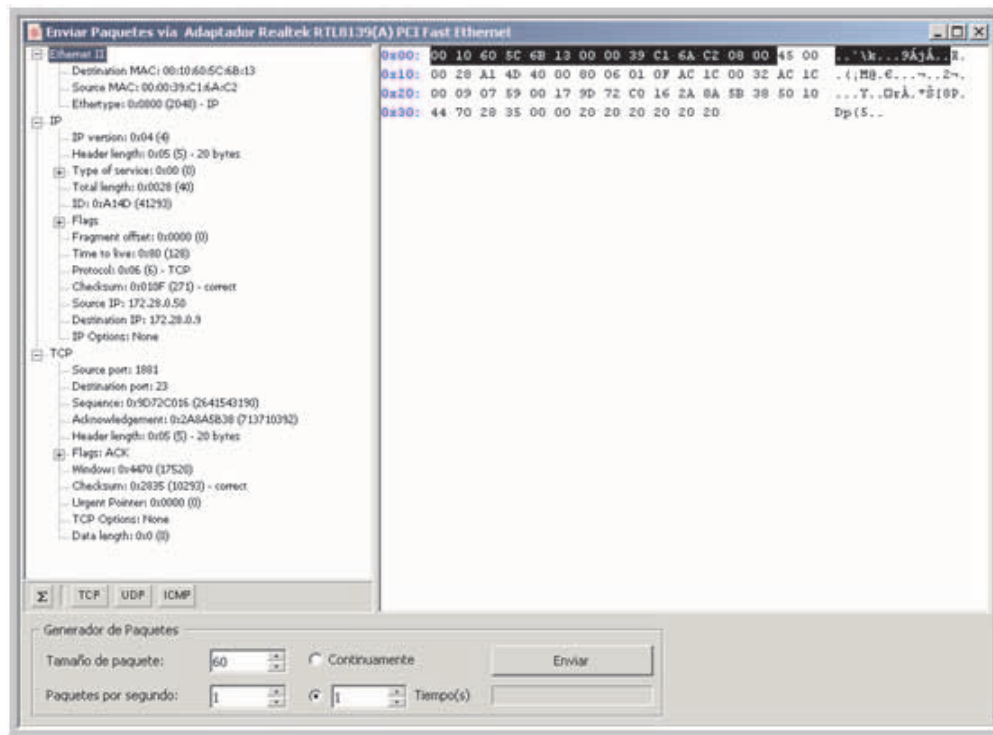 Enviar Paquetes via Adaptador Realtek RTL8139(A) PCI Fast Ethernet
Ethernet II
Destination MAC: 00:10:60:5C:6B:13
Source MAC: 00:00:39:C1:6A:C2
Ethertype: 0x0800 (2048) - IP
IP
IP version: 0x04 (4)
Header length: 0x05 (5) - 20 bytes
Type of service: 0x00 (0)
Total length: 0x0028 (40)
ID: 0xA14D (41293)
Flags
Fragment offset: 0x0000 (0)
Time to live: 0x80 (128)
Protocol: 0x06 (6) - TCP
Checksum: 0x010F (271) - correct
Source IP: 172.28.0.50
Destination IP: 172.28.0.9
IP Options: None
TCP
Source port: 1881
Destination port: 23
Sequence: 0x9D72C016 (2641543190)
Acknowledgement: 0x2A8A5B38 (713710392)
Header length: 0x05 (5) - 20 bytes
Flags: ACK
Window: 0x4470 (17520)
Checksum: 0x2835 (10293) - correct
Urgent Pointer: 0x0000 (0)
TCP Options: None
Data length: 0x0 (0)
0x00: 00 10 60 5C 6B 13 00 00 39 C1 6A C2 08 00 45 00 ..`\k...9ÁjÂ..E.
0x10: 00 28 A1 4D 40 00 80 06 01 0F AC 1C 00 32 AC 1C .(¡M@.€...¬..2¬.
0x20: 00 09 07 59 00 17 9D 72 C0 16 2A 8A 5B 38 50 10 ...Y..rÀ.*Š[8P.
0x30: 44 70 28 35 00 00 20 20 20 20 20 20 Dp(5..
Σ TCP UDP ICMP
Generador de Paquetes
Tamaño de paquete: 60 Continuamente Enviar
Paquetes por segundo: 1 1 Tiempo(s)